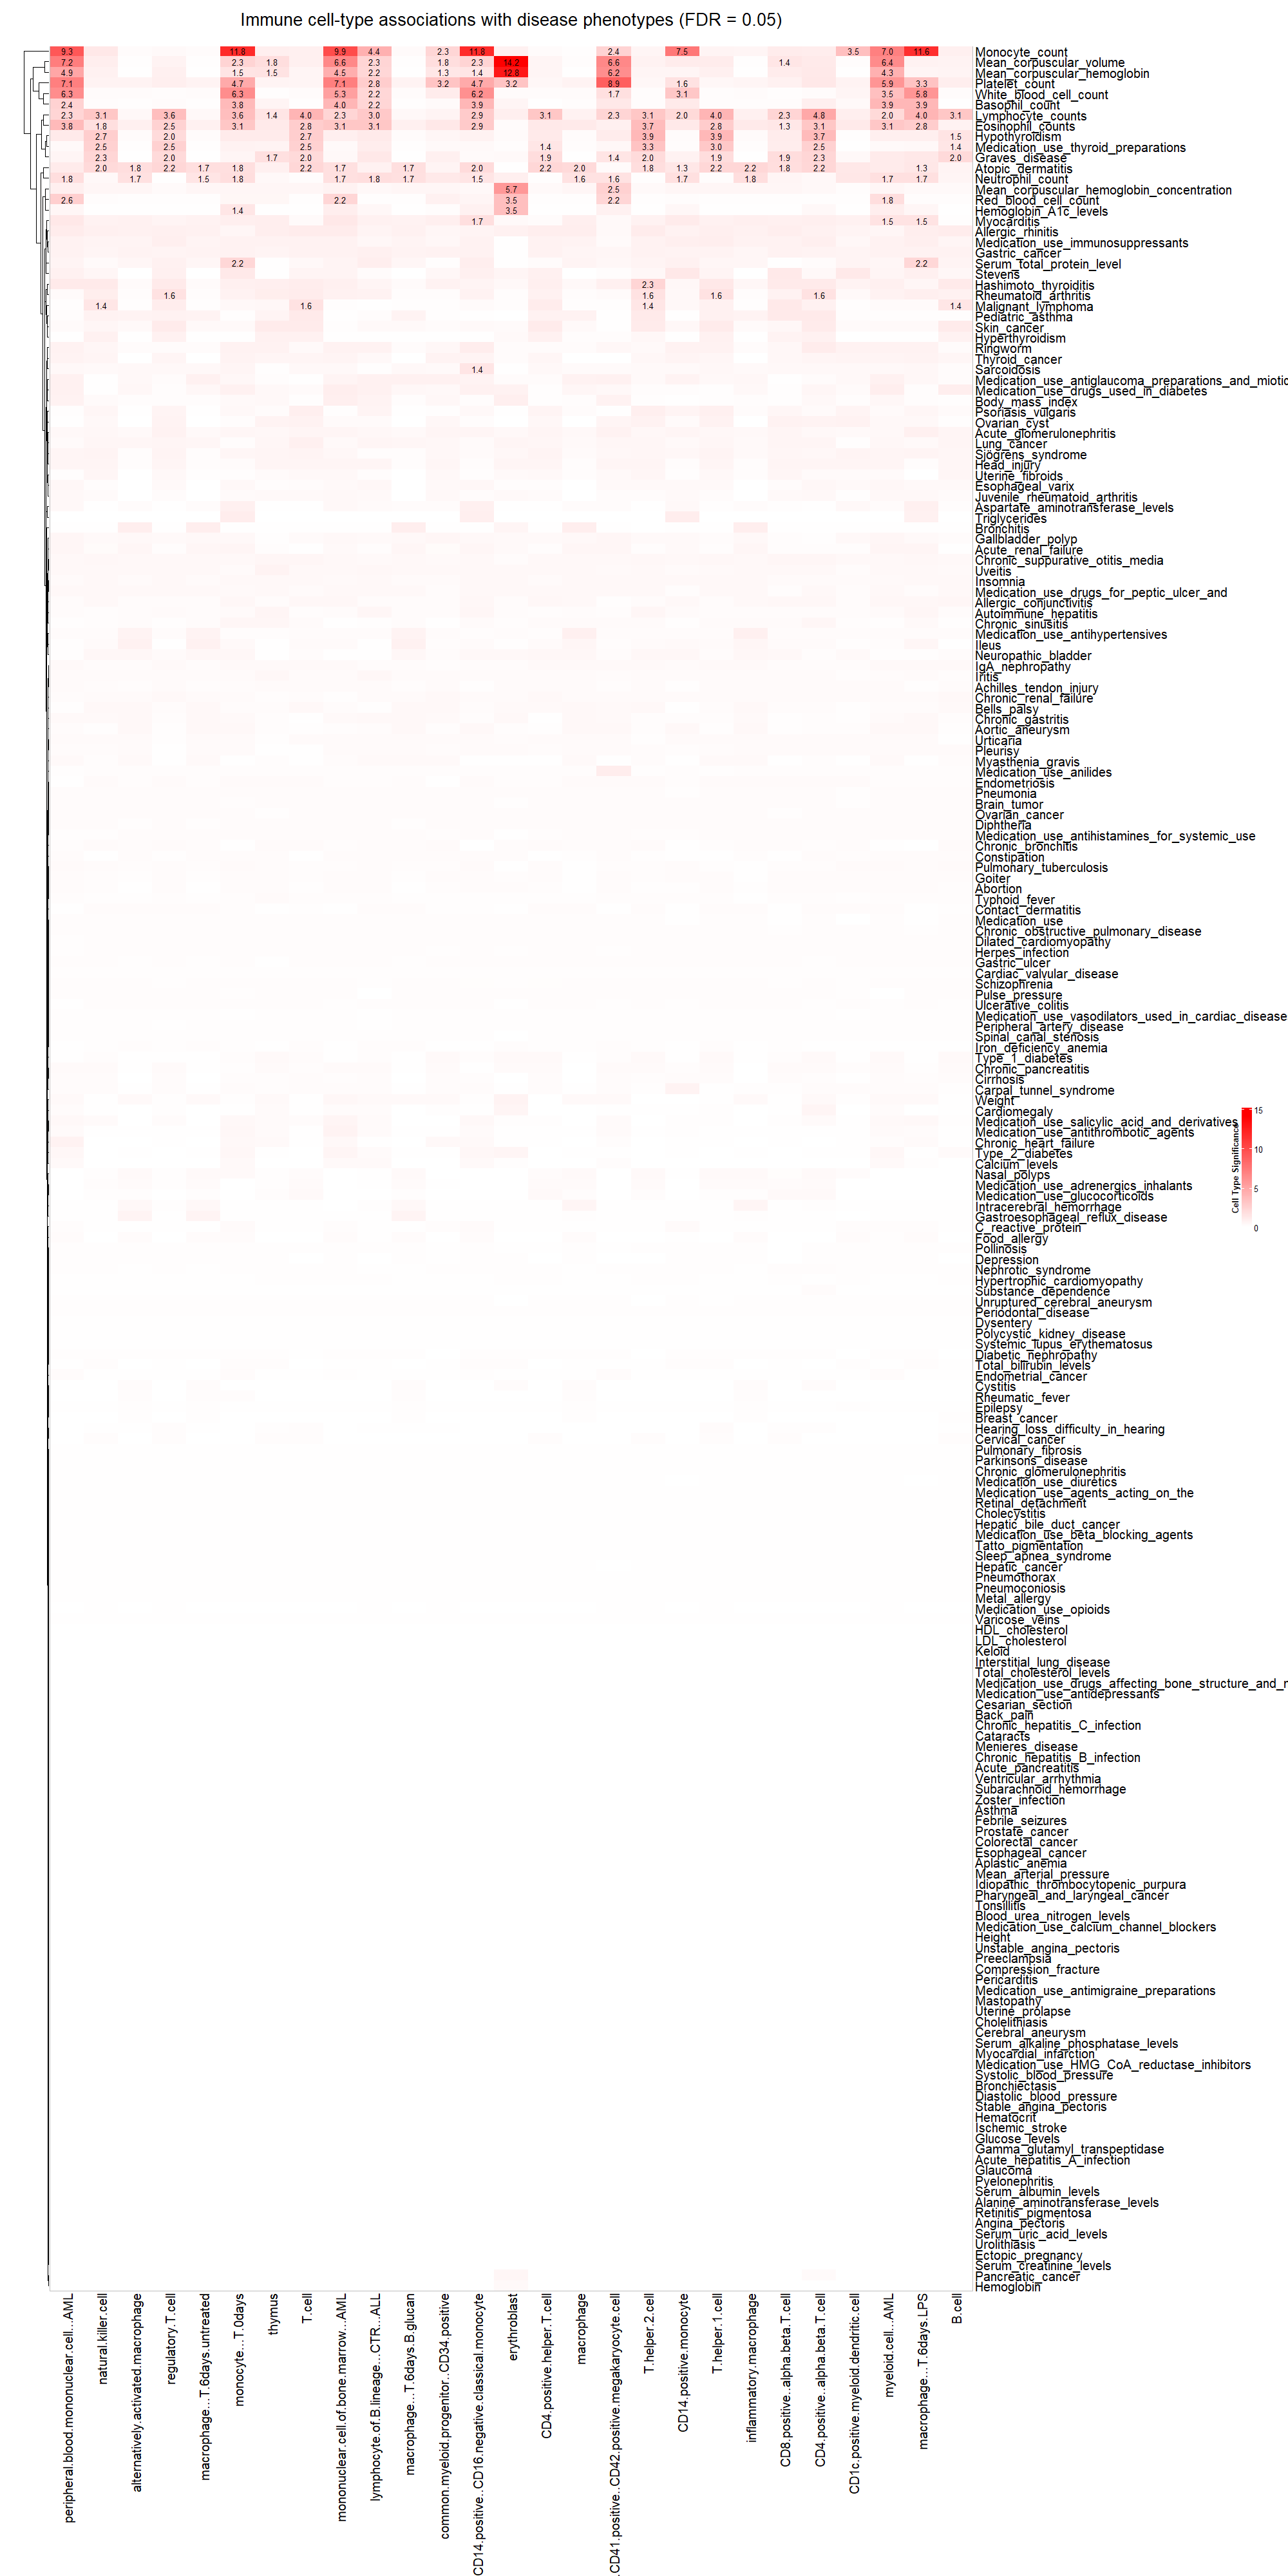 Immune cell-type associations with disease phenotypes (FDR = 0.05)
9.3 11.8 9.9 4.4 2.3 11.8 2.4 7.5 3.5 7.0 11.6 Monocyte_count
7.2 2.3 1.8 6.6 2.3 1.8 2.3 14.2 6.6 1.4 6.4 Mean_corpuscular_volume
4.9 1.5 1.5 4.5 2.2 1.3 1.4 12.8 6.2 4.3 Mean_corpuscular_hemoglobin
7.1 4.7 7.1 2.8 3.2 4.7 3.2 8.9 1.6 5.9 3.3 Platelet_count
6.3 6.3 5.3 2.2 6.2 1.7 3.1 3.5 5.8 White_blood_cell_count
2.4 3.8 4.0 2.2 3.9 3.9 3.9 Basophil_count
2.3 3.1 3.6 3.6 1.4 4.0 2.3 3.0 2.9 3.1 2.3 3.1 2.0 4.0 2.3 4.8 2.0 4.0 3.1 Lymphocyte_counts
3.8 1.8 2.5 3.1 2.8 3.1 3.1 2.9 3.7 2.8 1.3 3.1 3.1 2.8 Eosinophil_counts
2.7 2.0 2.5 3.9 3.9 3.7 1.5 Hypothyroidism
2.5 2.5 2.5 1.4 3.3 3.0 2.5 1.4 Medication_use_thyroid_preparations
2.3 2.0 1.7 2.0 1.9 1.4 2.0 1.9 1.9 2.3 2.0 Graves_disease
2.0 1.8 2.2 1.7 1.8 2.2 1.7 1.7 2.0 2.2 2.0 1.8 1.3 2.2 2.2 1.8 2.2 1.3 Atopic_dermatitis
1.8 1.7 1.5 1.8 1.7 1.8 1.7 1.5 1.6 1.6 1.7 1.8 1.7 1.7 Neutrophil_count
5.7 2.5 Mean_corpuscular_hemoglobin_concentration
2.6 2.2 3.5 2.2 1.8 Red_blood_cell_count
1.4 3.5 Hemoglobin_A1c_levels
1.7 1.5 1.5 Myocarditis
Allergic_rhinitis
Medication_use_immunosuppressants
Gastric_cancer
2.2 2.2 Serum_total_protein_level
Stevens
2.3 Hashimoto_thyroiditis
1.6 1.6 1.6 1.6 Rheumatoid_arthritis
1.4 1.6 1.4 1.4 Malignant_lymphoma
Pediatric_asthma
Skin_cancer
Hyperthyroidism
Ringworm
Thyroid_cancer
1.4 Sarcoidosis
Medication_use_antiglaucoma_preparations_and_miotic
Medication_use_drugs_used_in_diabetes
Body_mass_index
Psoriasis_vulgaris
Ovarian_cyst
Acute_glomerulonephritis
Lung_cancer
Sjögrens_syndrome
Head_injury
Uterine_fibroids
Esophageal_varix
Juvenile_rheumatoid_arthritis
Aspartate_aminotransferase_levels
Triglycerides
Bronchitis
Gallbladder_polyp
Acute_renal_failure
Chronic_suppurative_otitis_media
Uveitis
Insomnia
Medication_use_drugs_for_peptic_ulcer_and
Allergic_conjunctivitis
Autoimmune_hepatitis
Chronic_sinusitis
Medication_use_antihypertensives
Ileus
Neuropathic_bladder
IgA_nephropathy
Iritis
Achilles_tendon_injury
Chronic_renal_failure
Bells_palsy
Chronic_gastritis
Aortic_aneurysm
Urticaria
Pleurisy
Myasthenia_gravis
Medication_use_anilides
Endometriosis
Pneumonia
Brain_tumor
Ovarian_cancer
Diphtheria
Medication_use_antihistamines_for_systemic_use
Chronic_bronchitis
Constipation
Pulmonary_tuberculosis
Goiter
Abortion
Typhoid_fever
Contact_dermatitis
Medication_use
Chronic_obstructive_pulmonary_disease
Dilated_cardiomyopathy
Herpes_infection
Gastric_ulcer
Cardiac_valvular_disease
Schizophrenia
Pulse_pressure
Ulcerative_colitis
Medication_use_vasodilators_used_in_cardiac_disease
Peripheral_artery_disease
Spinal_canal_stenosis
Iron_deficiency_anemia
Type_1_diabetes
Chronic_pancreatitis
Cirrhosis
Carpal_tunnel_syndrome
Weight
Cardiomegaly
Medication_use_salicylic_acid_and_derivatives
Medication_use_antithrombotic_agents
Chronic_heart_failure
Type_2_diabetes
Calcium_levels
Nasal_polyps
Medication_use_adrenergics_inhalants
Medication_use_glucocorticoids
Intracerebral_hemorrhage
Gastroesophageal_reflux_disease
C_reactive_protein
Food_allergy
Pollinosis
Depression
Nephrotic_syndrome
Hypertrophic_cardiomyopathy
Substance_dependence
Unruptured_cerebral_aneurysm
Periodontal_disease
Dysentery
Polycystic_kidney_disease
Systemic_lupus_erythematosus
Diabetic_nephropathy
Total_bilirubin_levels
Endometrial_cancer
Cystitis
Rheumatic_fever
Epilepsy
Breast_cancer
Hearing_loss_difficulty_in_hearing
Cervical_cancer
Pulmonary_fibrosis
Parkinsons_disease
Chronic_glomerulonephritis
Medication_use_diuretics
Medication_use_agents_acting_on_the
Retinal_detachment
Cholecystitis
Hepatic_bile_duct_cancer
Medication_use_beta_blocking_agents
Tatto_pigmentation
Sleep_apnea_syndrome
Hepatic_cancer
Pneumothorax
Pneumoconiosis
Metal_allergy
Medication_use_opioids
Varicose_veins
HDL_cholesterol
LDL_cholesterol
Keloid
Interstitial_lung_disease
Total_cholesterol_levels
Medication_use_drugs_affecting_bone_structure_and_r
Medication_use_antidepressants
Cesarian_section
Back_pain
Chronic_hepatitis_C_infection
Cataracts
Menieres_disease
Chronic_hepatitis_B_infection
Acute_pancreatitis
Ventricular_arrhythmia
Subarachnoid_hemorrhage
Zoster_infection
Asthma
Febrile_seizures
Prostate_cancer
Colorectal_cancer
Esophageal_cancer
Aplastic_anemia
Mean_arterial_pressure
Idiopathic_thrombocytopenic_purpura
Pharyngeal_and_laryngeal_cancer
Tonsillitis
Blood_urea_nitrogen_levels
Medication_use_calcium_channel_blockers
Height
Unstable_angina_pectoris
Preeclampsia
Compression_fracture
Pericarditis
Medication_use_antimigraine_preparations
Mastopathy
Uterine_prolapse
Cholelithiasis
Cerebral_aneurysm
Serum_alkaline_phosphatase_levels
Myocardial_infarction
Medication_use_HMG_CoA_reductase_inhibitors
Systolic_blood_pressure
Bronchiectasis
Diastolic_blood_pressure
Stable_angina_pectoris
Hematocrit
Ischemic_stroke
Glucose_levels
Gamma_glutamyl_transpeptidase
Acute_hepatitis_A_infection
Glaucoma
Pyelonephritis
Serum_albumin_levels
Alanine_aminotransferase_levels
Retinitis_pigmentosa
Angina_pectoris
Serum_uric_acid_levels
Urolithiasis
Ectopic_pregnancy
Serum_creatinine_levels
Pancreatic_cancer
Hemoglobin
Cell Type Significance
15
10
5
0
peripheral.blood.mononuclear.cell...AML
natural.killer.cell
alternatively.activated.macrophage
regulatory.T.cell
macrophage...T.6days.untreated
monocyte...T.0days
thymus
T.cell
mononuclear.cell.of.bone.marrow...AML
lymphocyte.of.B.lineage...CTR...ALL
macrophage...T.6days.B.glucan
common.myeloid.progenitor..CD34.positive
CD14.positive..CD16.negative.classical.monocyte
erythroblast
CD4.positive.helper.T.cell
macrophage
.CD41.positive..CD42.positive.megakaryocyte.cell
T.helper.2.cell
CD14.positive.monocyte
T.helper.1.cell
inflammatory.macrophage
CD8.positive..alpha.beta.T.cell
CD4.positive..alpha.beta.T.cell
CD1c.positive.myeloid.dendritic.cell
myeloid.cell...AML
macrophage...T.6days.LPS
B.cell